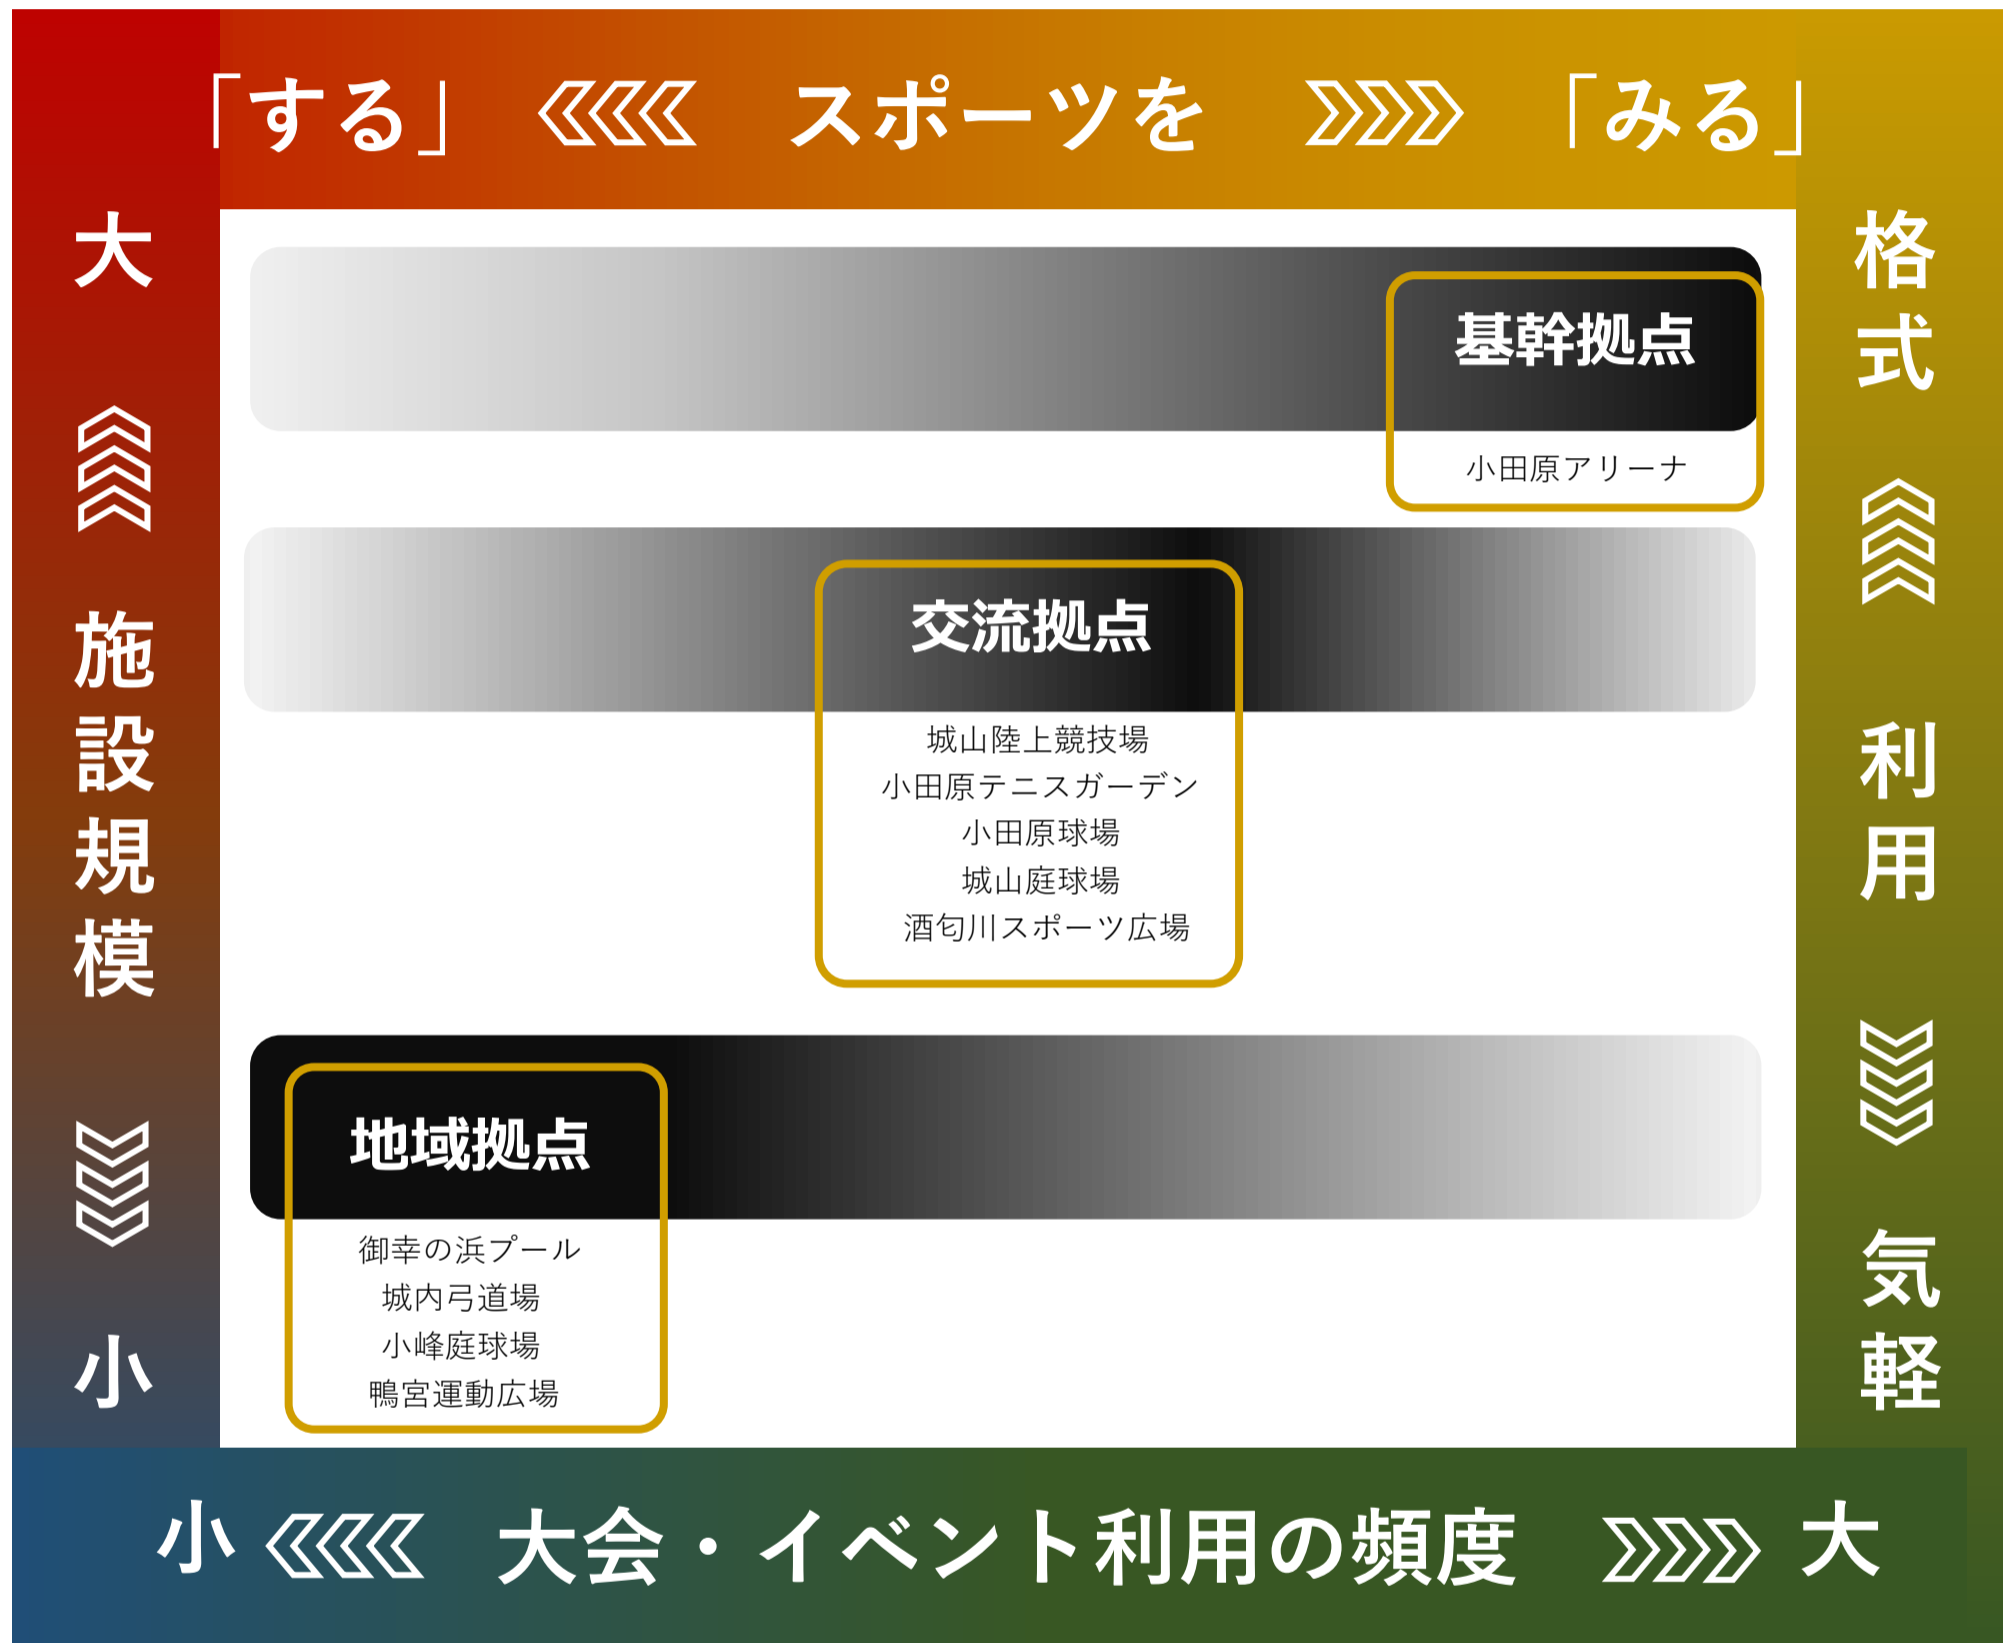 「する」 スポーツを 「みる」
大
施設規模
小
格式
利用
気軽
基幹拠点
小田原アリーナ
交流拠点
城山陸上競技場
小田原テニスガーデン
小田原球場
城山庭球場
酒匂川スポーツ広場
地域拠点
御幸の浜プール
城内弓道場
小峰庭球場
鴨宮運動広場
小 大会・イベント利用の頻度 大